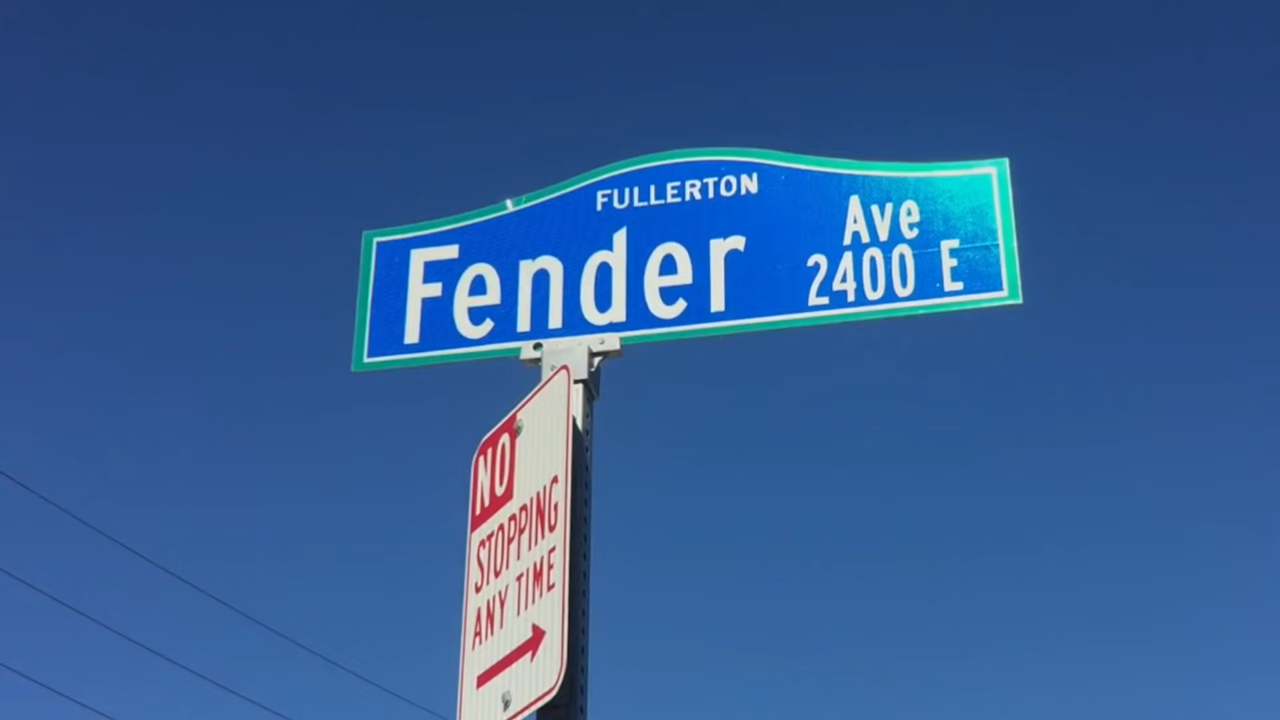 FULLERTON
Fender Ave
2400 E
NO
STOPPING
ANY TIME